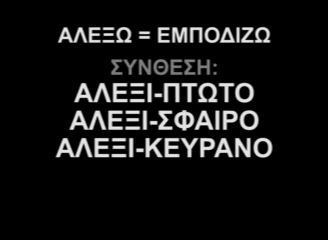 ΑΛΕΞΩ = ΕΜΠΟΔΙΖΩ
ΣΥΝΘΕΣΗ:
ΑΛΕΞΙ-ΠΤΩΤΟ
ΑΛΕΞΙ-ΣΦΑΙΡΟ
ΑΛΕΞΙ-ΚΕΥΡΑΝΟ